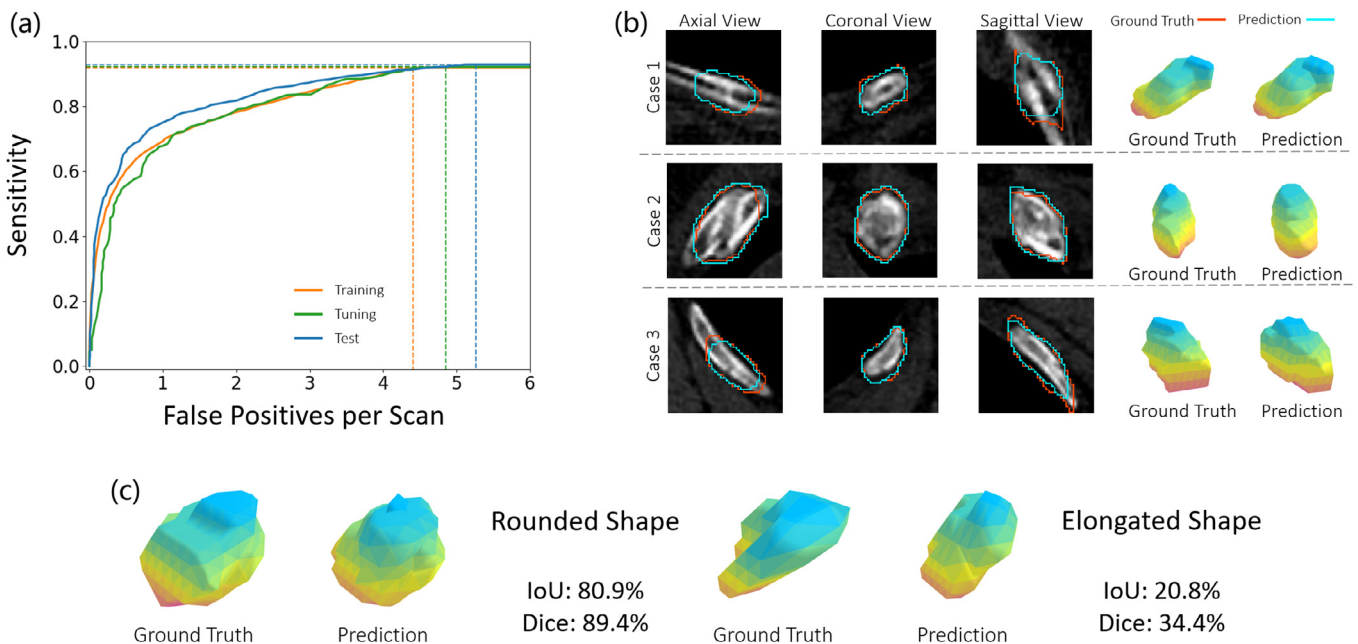 (a)
1.0
0.8
0.6
0.4
0.2
0.0
Sensitivity
Training
Tuning
Test
0 1 2 3 4 5 6
False Positives per Scan
(b)
Axial View Coronal View Sagittal View Ground Truth Prediction
Case 1
Ground Truth Prediction
Case 2
Ground Truth Prediction
Case 3
Ground Truth Prediction
(c)
Rounded Shape
IoU: 80.9%
Dice: 89.4%
Ground Truth Prediction
Elongated Shape
IoU: 20.8%
Dice: 34.4%
Ground Truth Prediction